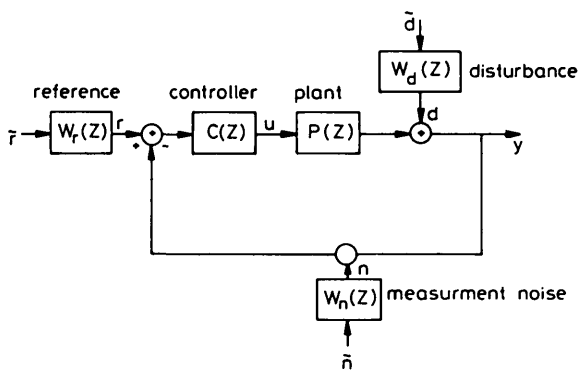 d̃
W_d(Z) disturbance
reference controller plant
r̃ W_r(Z) r + - C(Z) u P(Z) d + y
n
W_n(Z) measurment noise
ñ